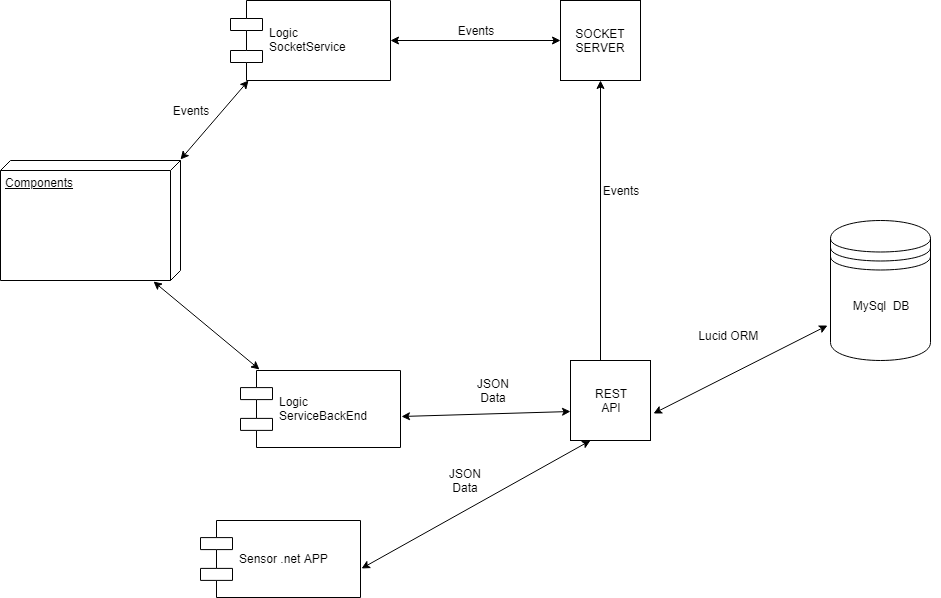 Logic
SocketService
Events
SOCKET
SERVER
Events
Components
Events
MySql DB
Lucid ORM
JSON
Data
REST
API
Logic
ServiceBackEnd
JSON
Data
Sensor .net APP